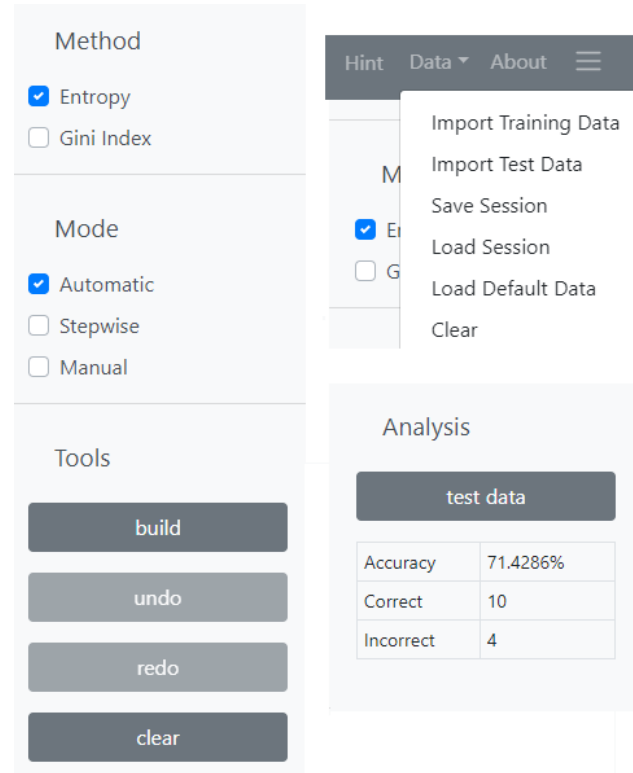 Method
Entropy
Gini Index
Mode
Automatic
Stepwise
Manual
Tools
build
undo
redo
clear
Hint Data About
Import Training Data
Import Test Data
Save Session
Load Session
Load Default Data
Clear
M
E
G
Analysis
test data
Accuracy 71.4286%
Correct 10
Incorrect 4